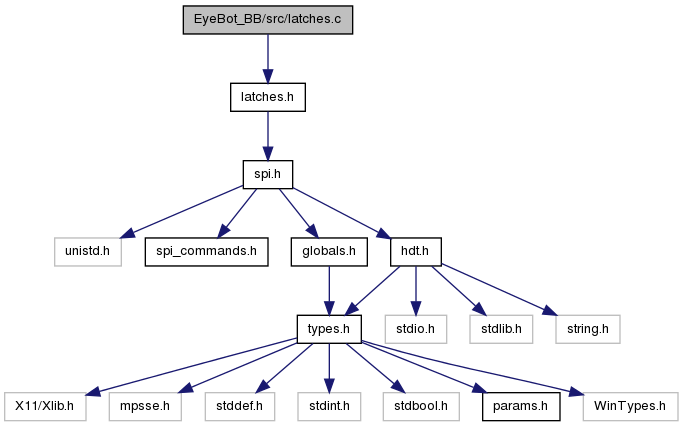 EyeBot_BB/src/latches.c
latches.h
spi.h
unistd.h
spi_commands.h
globals.h
hdt.h
types.h
stdio.h
stdlib.h
string.h
X11/Xlib.h
mpsse.h
stddef.h
stdint.h
stdbool.h
params.h
WinTypes.h